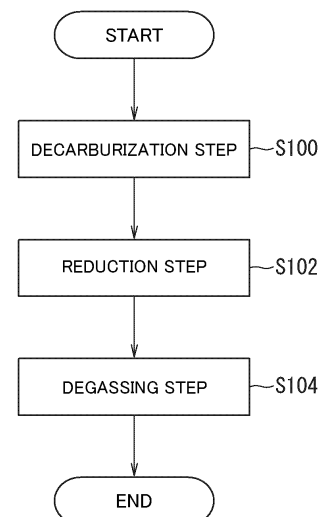 START
DECARBURIZATION STEP S100
REDUCTION STEP S102
DEGASSING STEP S104
END